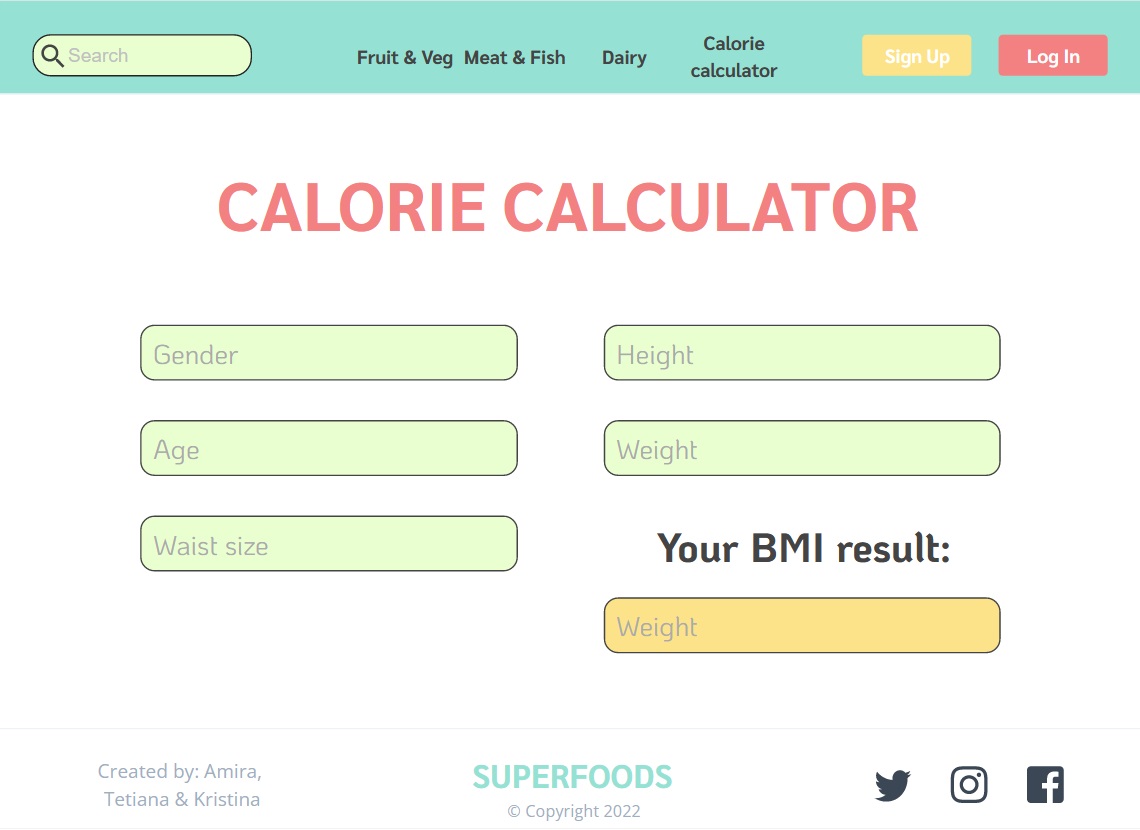 Search
Fruit & Veg
Meat & Fish
Dairy
Calorie
calculator
Sign Up
Log In
CALORIE CALCULATOR
Gender
Height
Age
Weight
Waist size
Your BMI result:
Weight
Created by: Amira,
Tetiana & Kristina
SUPERFOODS
© Copyright 2022